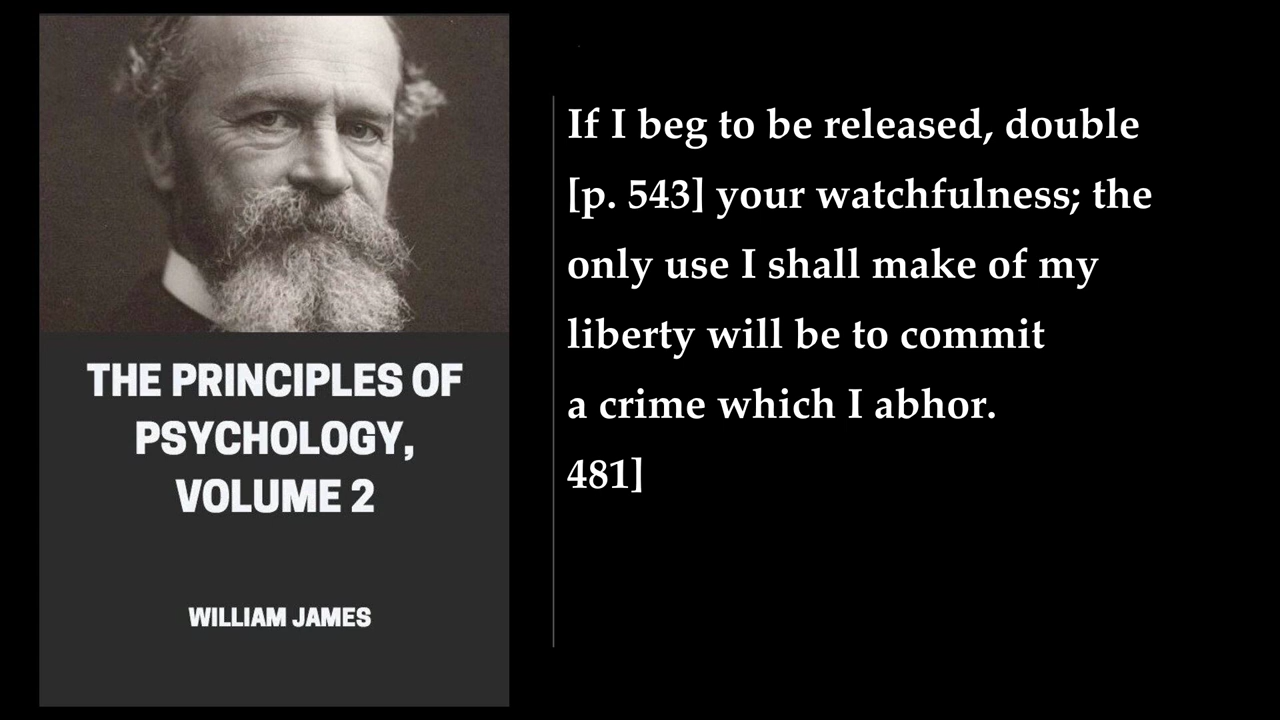 THE PRINCIPLES OF
PSYCHOLOGY,
VOLUME 2
WILLIAM JAMES
If I beg to be released, double
[p. 543] your watchfulness; the
only use I shall make of my
liberty will be to commit
a crime which I abhor.
481]